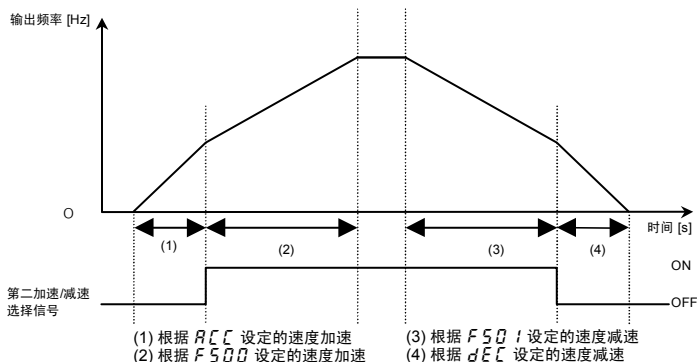 输出频率 [Hz]
O
时间 [s]
(1)
(2)
(3)
(4)
ON
第二加速/减速
选择信号
OFF
(1) 根据 ACC 设定的速度加速
(2) 根据 F500 设定的速度加速
(3) 根据 F501 设定的速度减速
(4) 根据 dEC 设定的速度减速